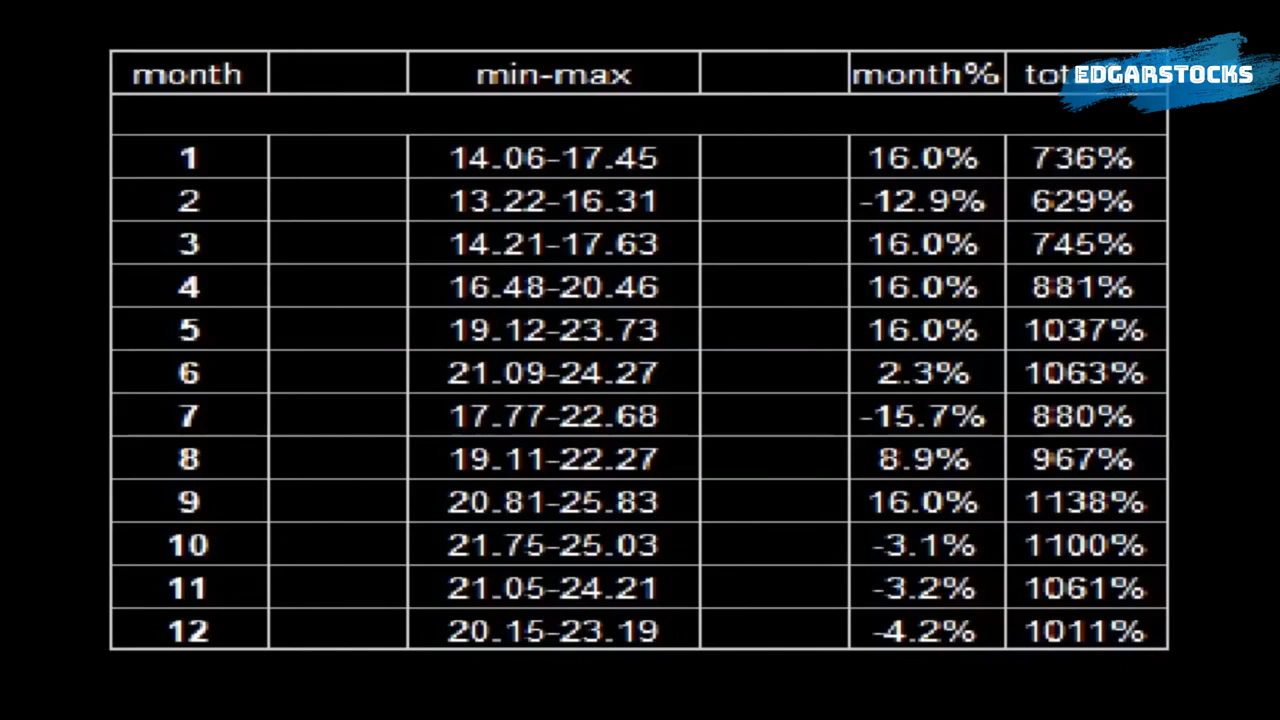 month min-max month%
EDGARSTOCKS
1 14.06-17.45 16.0% 736%
2 13.22-16.31 -12.9% 629%
3 14.21-17.63 16.0% 745%
4 16.48-20.46 16.0% 881%
5 19.12-23.73 16.0% 1037%
6 21.09-24.27 2.3% 1063%
7 17.77-22.68 -15.7% 880%
8 19.11-22.27 8.9% 967%
9 20.81-25.83 16.0% 1138%
10 21.75-25.03 -3.1% 1100%
11 21.05-24.21 -3.2% 1061%
12 20.15-23.19 -4.2% 1011%